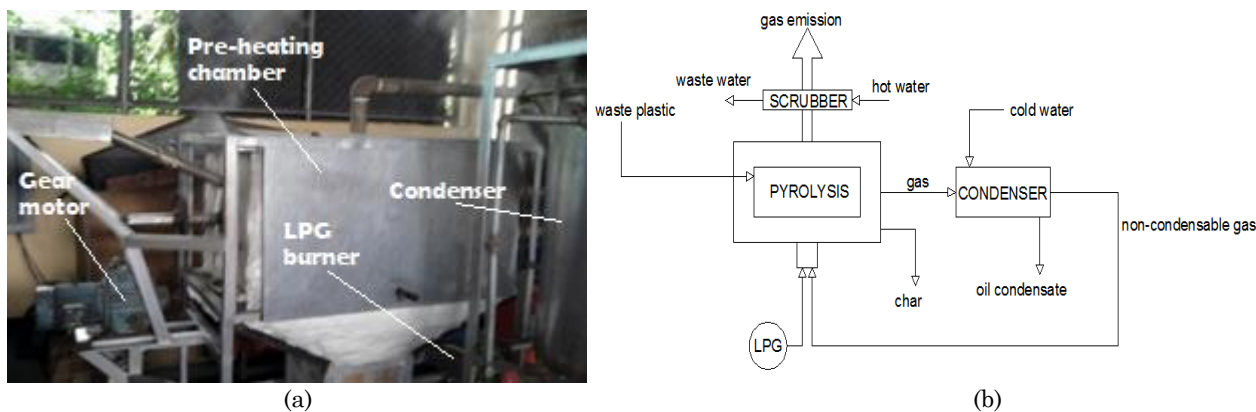 Pre-heating
chamber
Gear
motor
Condenser
LPG
burner
(a)
gas emission
waste water
hot water
SCRUBBER
waste plastic
cold water
PYROLYSIS
gas
CONDENSER
non-condensable gas
char
oil condensate
LPG
(b)